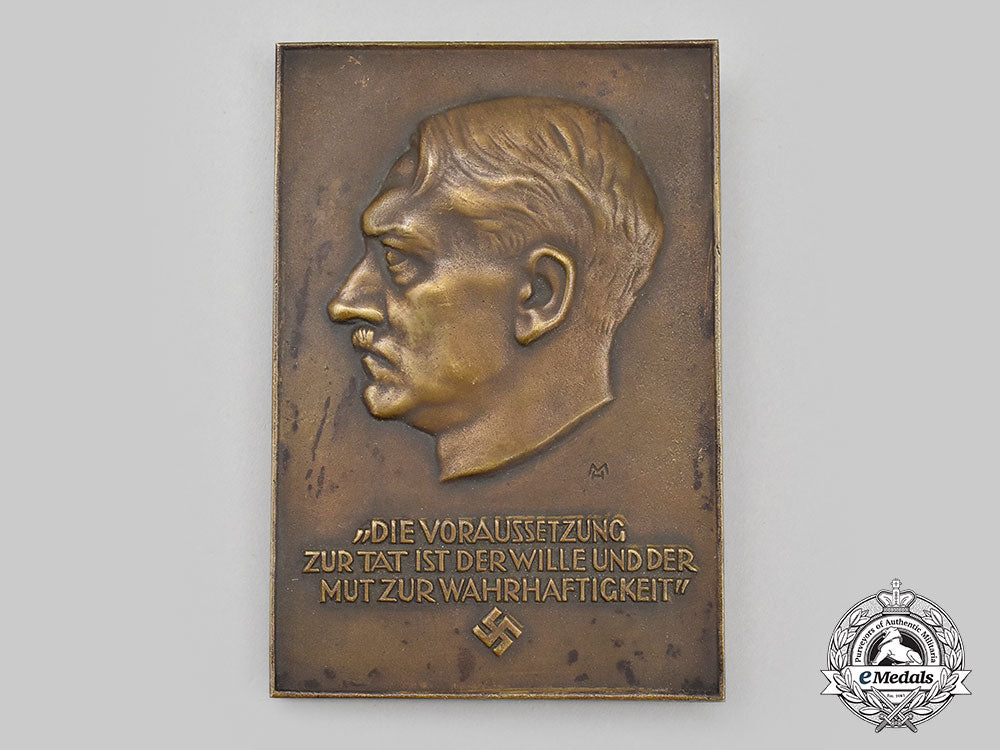 „DIE VORAUSSETZUNG
ZUR TAT IST DER WILLE UND DER
MUT ZUR WAHRHAFTIGKEIT"
Purveyors of Authentic Militaria
eMedals